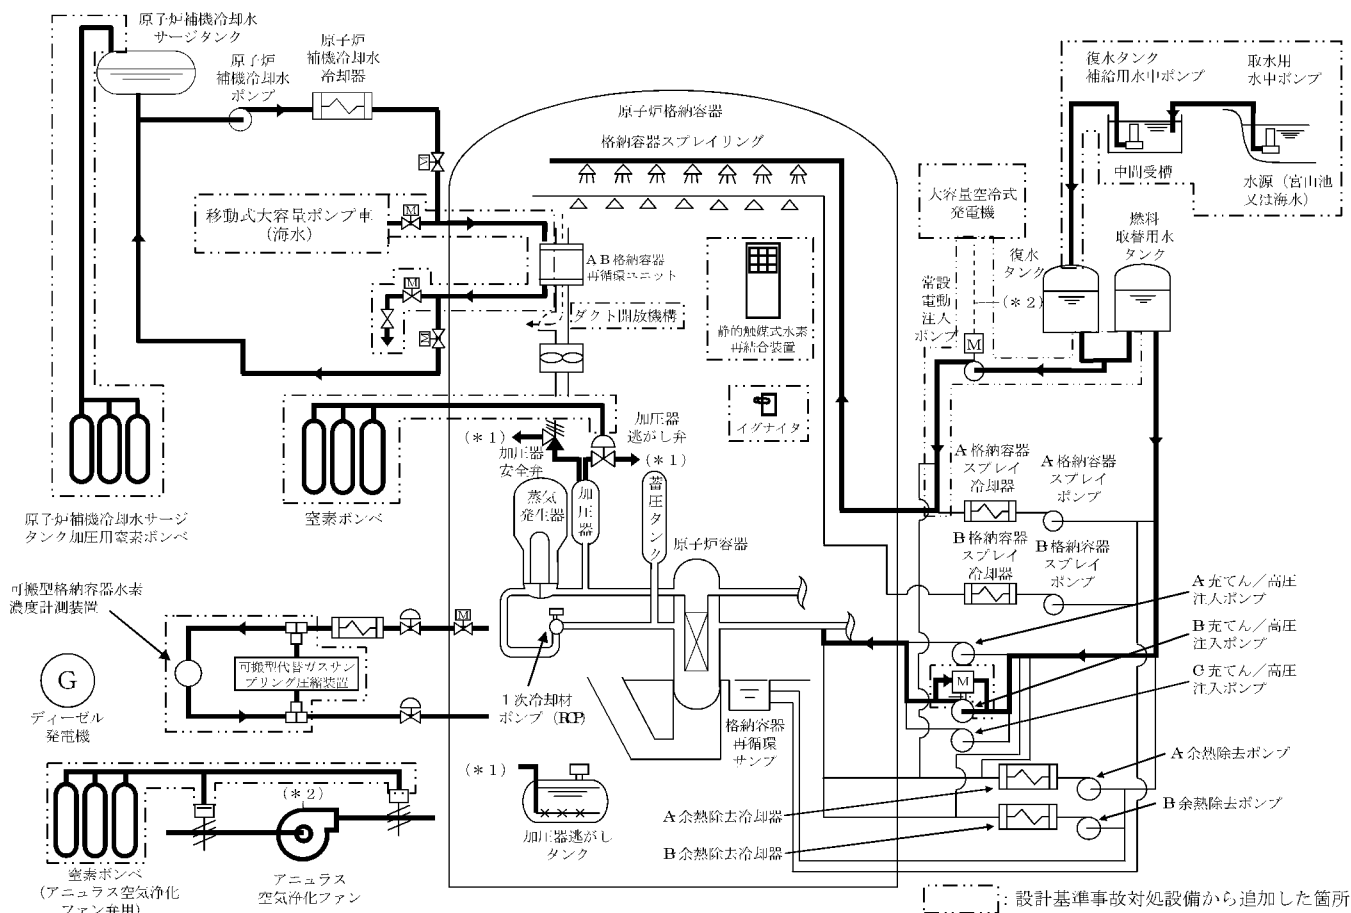 原子炉補機冷却水
サージタンク
原子炉
補機冷却水
ポンプ
原子炉
補機冷却水
冷却器
原子炉格納容器
格納容器スプレイリング
復水タンク
補給用水中ポンプ
取水用
水中ポンプ
中間受槽
水源（宮山池
又は海水）
移動式大容量ポンプ車
（海水）
M
M
M
M
AB格納容器
再循環ユニット
ダクト開放機構
静的触媒式水素
再結合装置
イグナイタ
大容量空冷式
発電機
復水
タンク
燃料
取替用水
タンク
常設
電動
注入
ポンプ
(＊2)
M
(＊1)
加圧器
安全弁
加圧器
逃がし弁
(＊1)
窒素ボンベ
原子炉補機冷却水サージ
タンク加圧用窒素ボンベ
蒸気
発生器
加圧器
蓄圧タンク
原子炉容器
A格納容器
スプレイ
冷却器
A格納容器
スプレイ
ポンプ
B格納容器
スプレイ
冷却器
B格納容器
スプレイ
ポンプ
可搬型格納容器水素
濃度計測装置
M
可搬型代替ガスサン
プリング圧縮装置
G
ディーゼル
発電機
1次冷却材
ポンプ（RCP）
格納容器
再循環
サンプ
M
A充てん／高圧
注入ポンプ
B充てん／高圧
注入ポンプ
C充てん／高圧
注入ポンプ
A余熱除去ポンプ
B余熱除去ポンプ
A余熱除去冷却器
B余熱除去冷却器
(＊1)
加圧器逃がし
タンク
(＊2)
窒素ボンベ
（アニュラス空気浄化
ファン弁用）
アニュラス
空気浄化ファン
：設計基準事故対処設備から追加した箇所